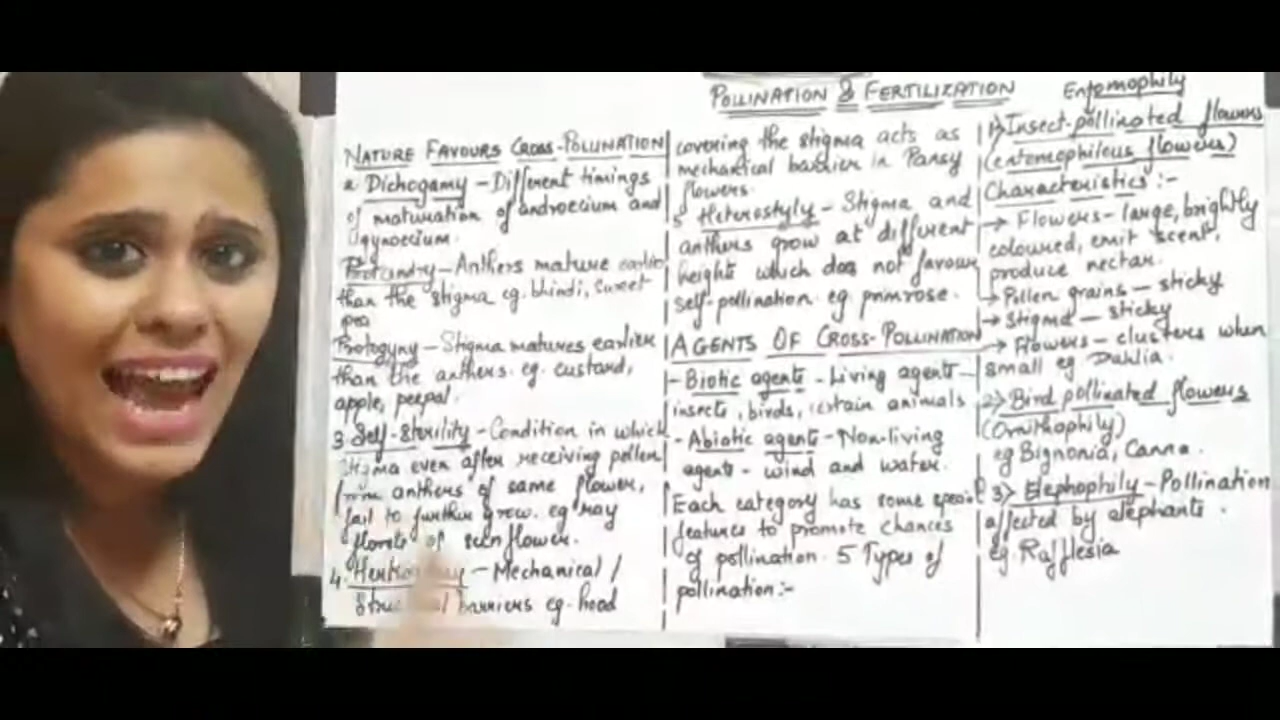 POLLINATION & FERTILIZATION
NATURE FAVOURS CROSS-POLLINATION
Dichogamy - Different timings
of maturation of androecium and
gynoecium.
Protandry - Anthers mature earlier
than the stigma eg. bhindi, sweet
pea
Protogyny - Stigma matures earlier
than the anthers. eg. custard,
apple, peepal.
3. Self-Sterility - Condition in which
stigma even after receiving pollen
from anthers of same flower,
fail to further grow. eg ray
florets of sunflower.
4. - Mechanical /
barriers eg. hood
covering the stigma acts as
mechanical barrier in Pansy
flowers.
5 Heterostyly - Stigma and
anthers grow at different
heights which does not favour
self-pollination. eg. primrose.
AGENTS OF CROSS-POLLINATION
- Biotic agents - Living agents -
insects, birds, certain animals
- Abiotic agents - Non-living
agents - wind and water.
Each category has some special
features to promote chances
of pollination. 5 Types of
pollination:-
Entomophily
1) Insect-pollinated flowers
(entomophileus flowers)
Characteristics :-
→ Flowers - large, brightly
coloured, emit scent,
produce nectar.
→ Pollen grains - sticky
→ Stigma - sticky
→ Flowers - clusters when
small eg Dahlia.
2) Bird pollinated flowers
(Ornithophily)
eg Bignonia, Canna.
3) Elephophily - Pollination
affected by elephants.
eg. Rafflesia